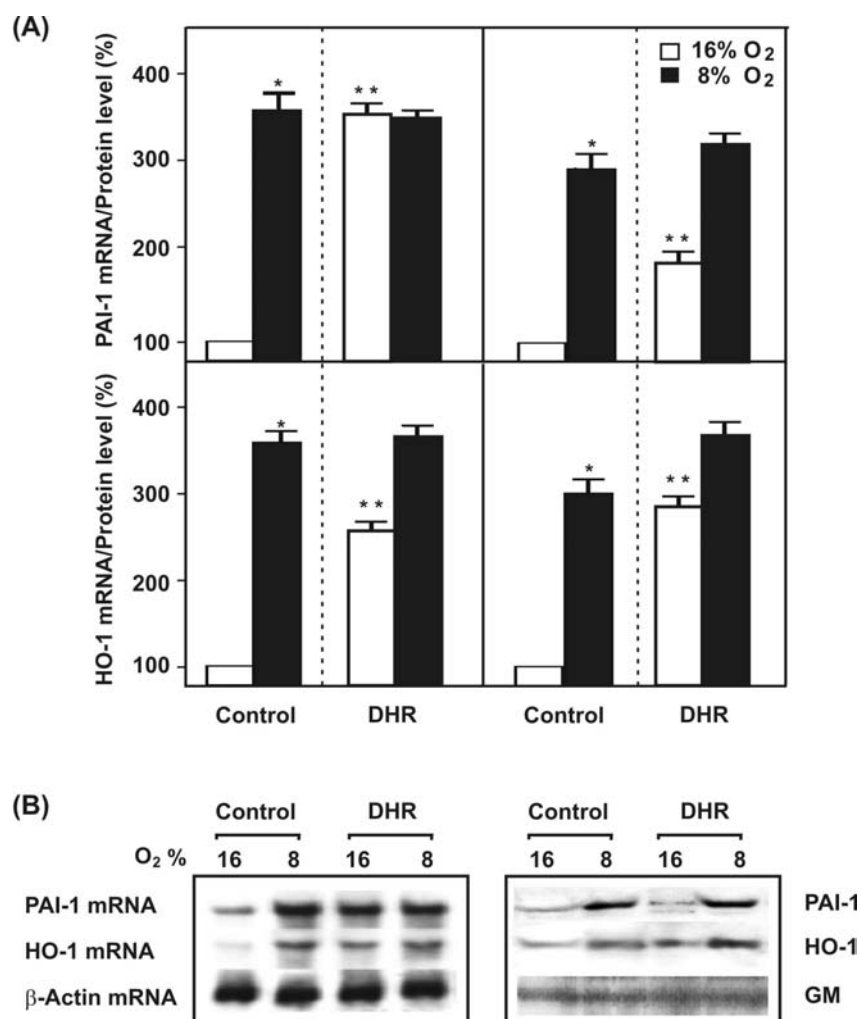 (A)
16% O2
8% O2
PAI-1 mRNA/Protein level (%)
400
*
* *
*
300
200
* *
100
HO-1 mRNA/Protein level (%)
400
*
* *
*
* *
300
200
100
Control DHR Control DHR
(B)
Control DHR Control DHR
O2 % 16 8 16 8 16 8 16 8
PAI-1 mRNA PAI-1
HO-1 mRNA HO-1
β-Actin mRNA GM